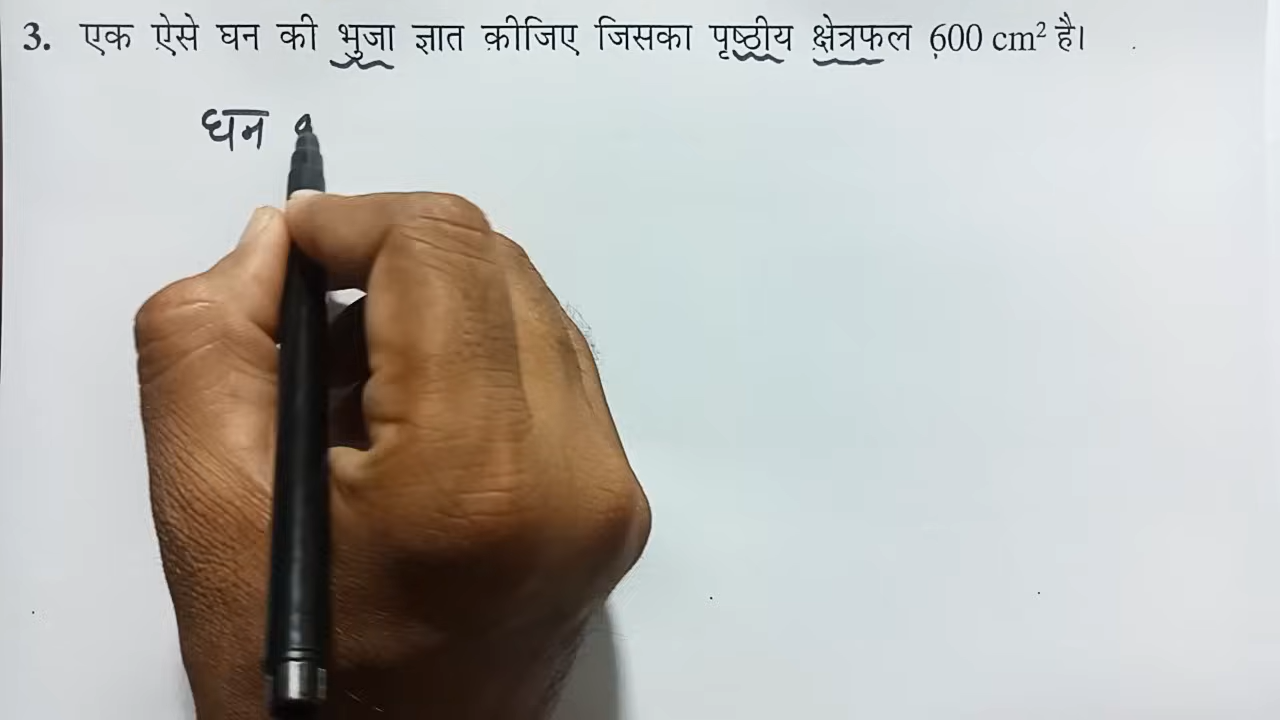 3. एक ऐसे घन की भुजा ज्ञात कीजिए जिसका पृष्ठीय क्षेत्रफल 600 cm² है।
घन